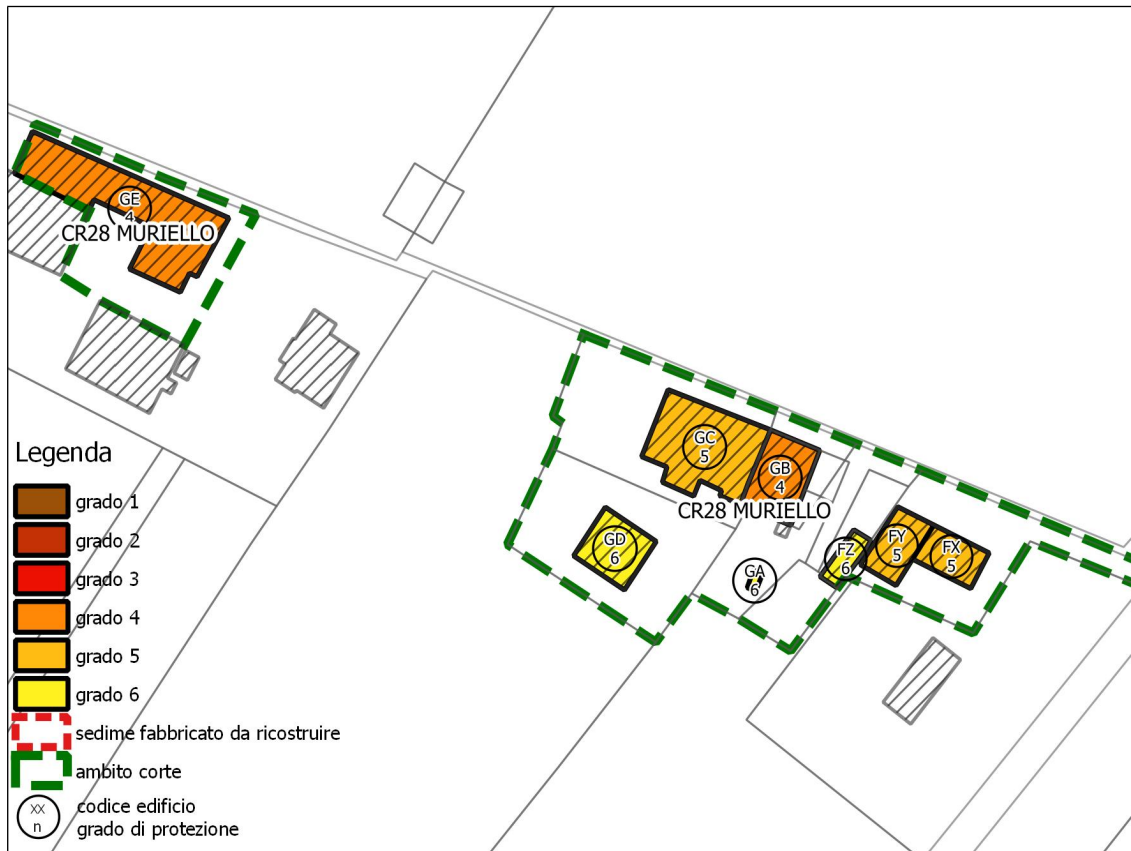 GE
4
CR28 MURIELLO
GC
5
GB
4
CR28 MURIELLO
GD
6
GA
6
FZ
6
FY
5
FX
5
Legenda
grado 1
grado 2
grado 3
grado 4
grado 5
grado 6
sedime fabbricato da ricostruire
ambito corte
XX
n
codice edificio
grado di protezione